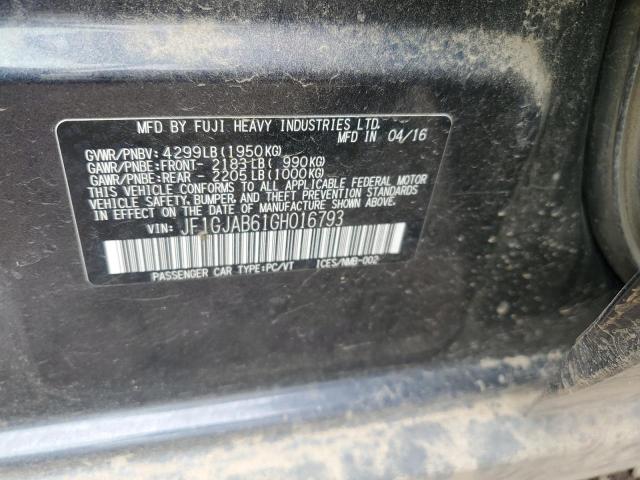 MFD BY FUJI HEAVY INDUSTRIES LTD.
MFD IN 04/16
GVWR/PNBV: 4299LB(1950KG)
GAWR/PNBE:FRONT- 2183LB( 990KG)
GAWR/PNBE:REAR - 2205LB(1000KG)
THIS VEHICLE CONFORMS TO ALL APPLICABLE FEDERAL MOTOR
VEHICLE SAFETY, BUMPER, AND THEFT PREVENTION STANDARDS
IN EFFECT ON THE DATE OF MANUFACTURE SHOWN ABOVE.
VIN: JF1GJAB61GH016793
PASSENGER CAR TYPE:PC/VT ICES/NMB-002